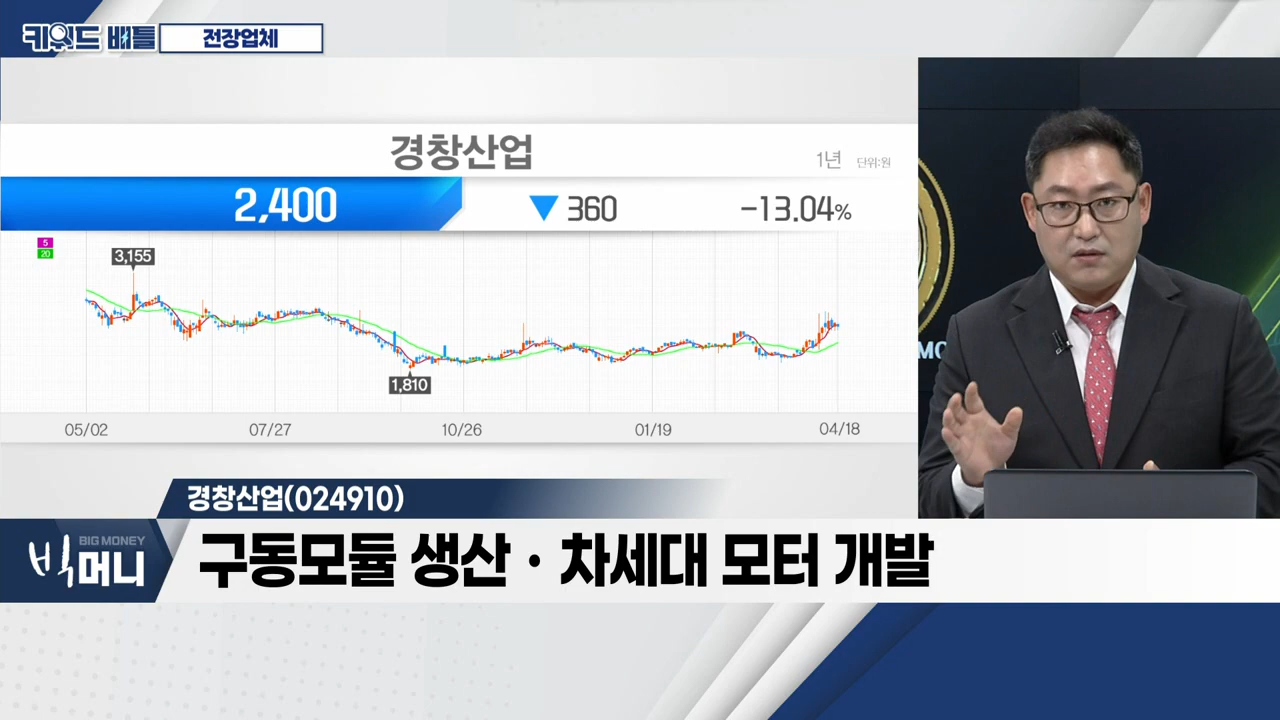 키워드 배틀 전장업체
경창산업
1년 단위:원
2,400 ▼ 360 -13.04%
5
20
3,155
1,810
05/02 07/27 10/26 01/19 04/18
경창산업(024910)
BIG MONEY
빅머니
구동모듈 생산·차세대 모터 개발